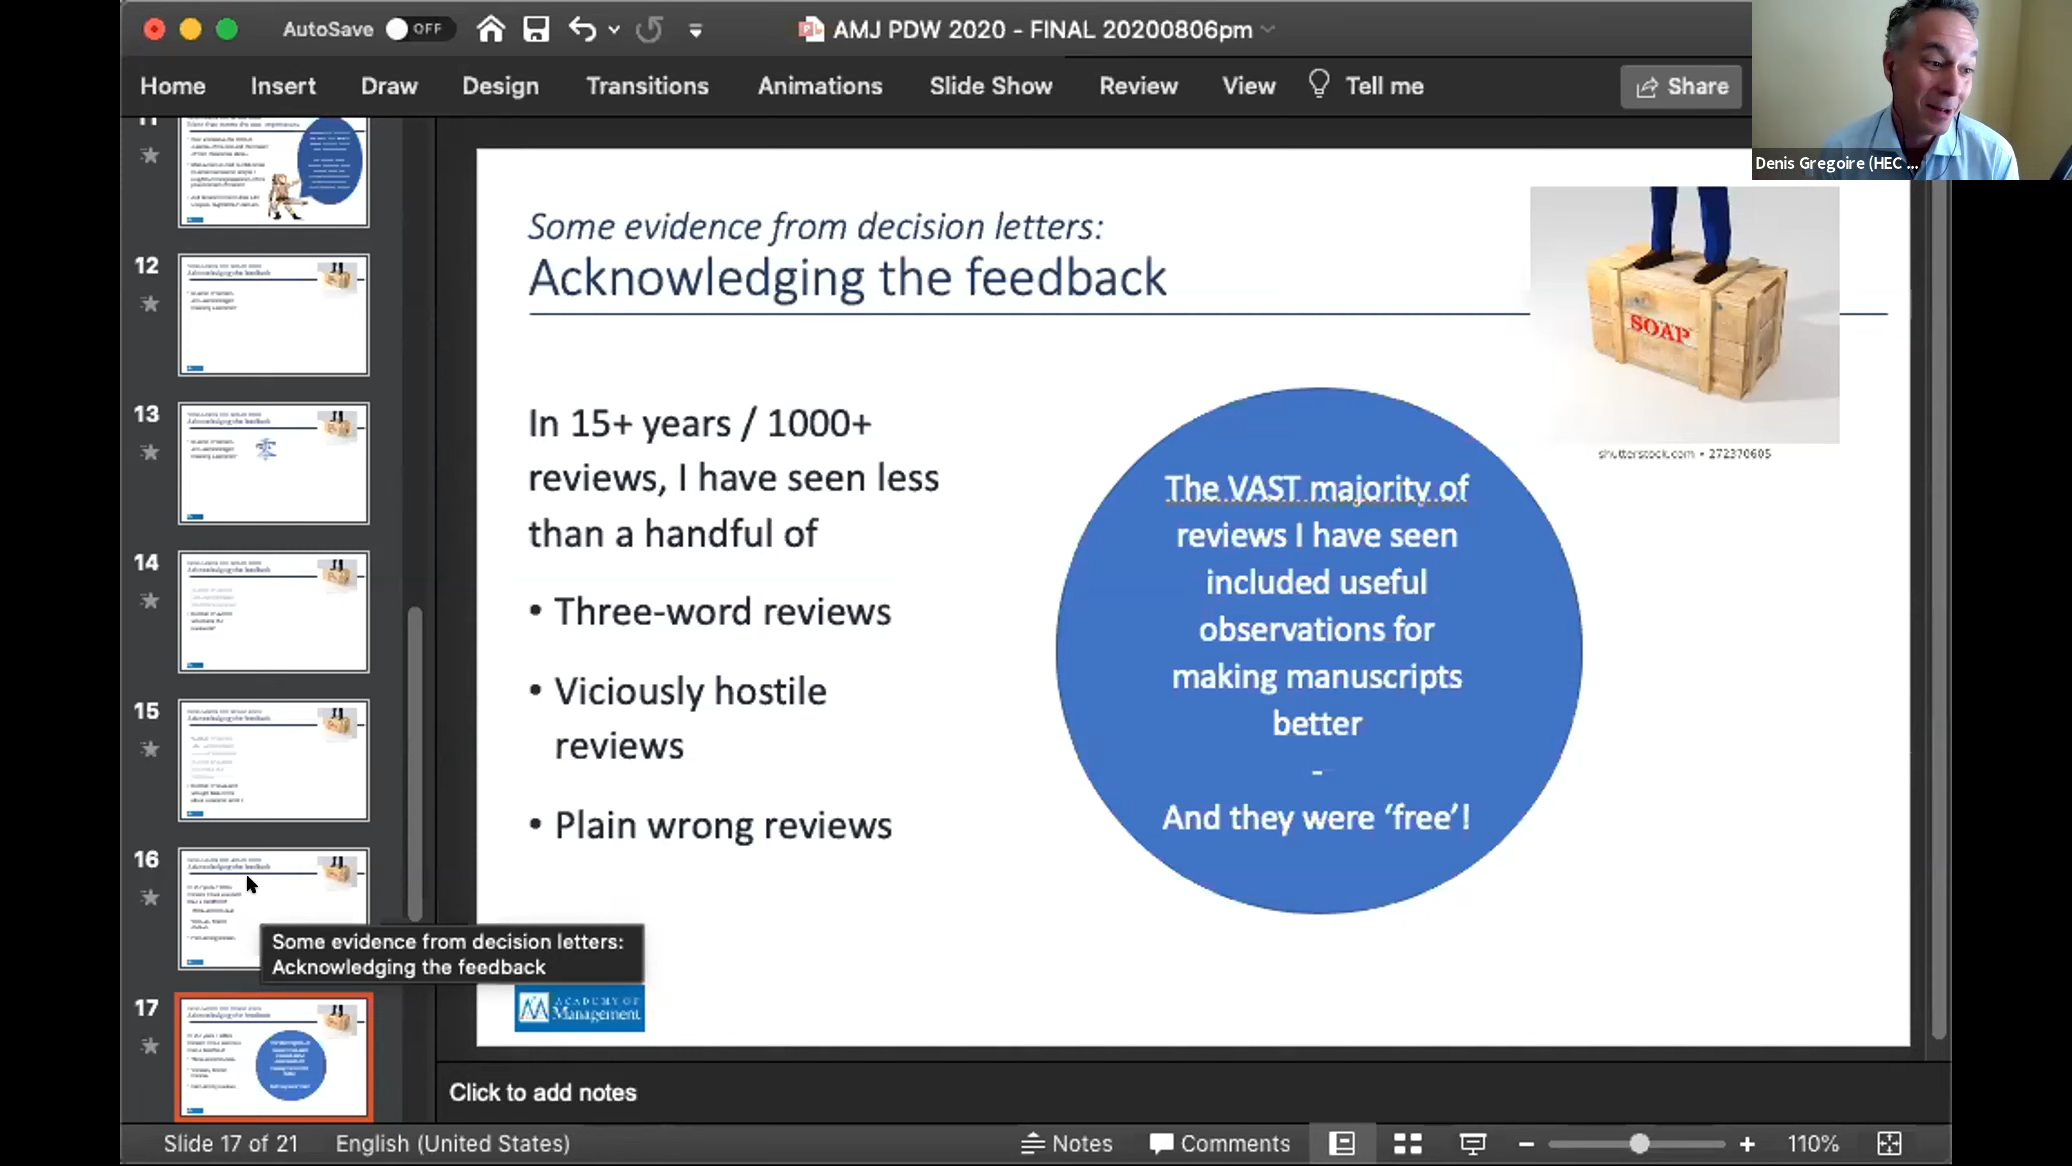 AutoSave OFF
AMJ PDW 2020 - FINAL 20200806pm
Home Insert Draw Design Transitions Animations Slide Show Review View Tell me Share
Denis Gregoire (HEC ...
11
12
13
14
15
16
17
Some evidence from decision letters:
Acknowledging the feedback
Some evidence from decision letters:
Acknowledging the feedback
SOAP
shutterstock.com • 272370605
In 15+ years / 1000+
reviews, I have seen less
than a handful of
• Three-word reviews
• Viciously hostile
reviews
• Plain wrong reviews
The VAST majority of
reviews I have seen
included useful
observations for
making manuscripts
better
-
And they were ‘free’!
ACADEMY OF
Management
Click to add notes
Slide 17 of 21 English (United States) Notes Comments 110%